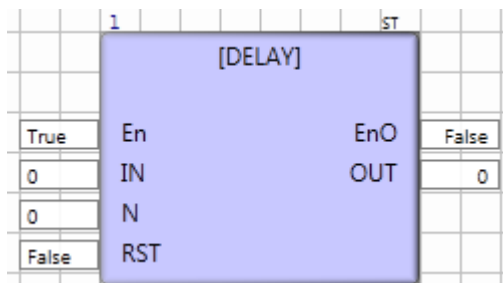 1 ST
[DELAY]
True En EnO False
0 IN OUT 0
0 N
False RST